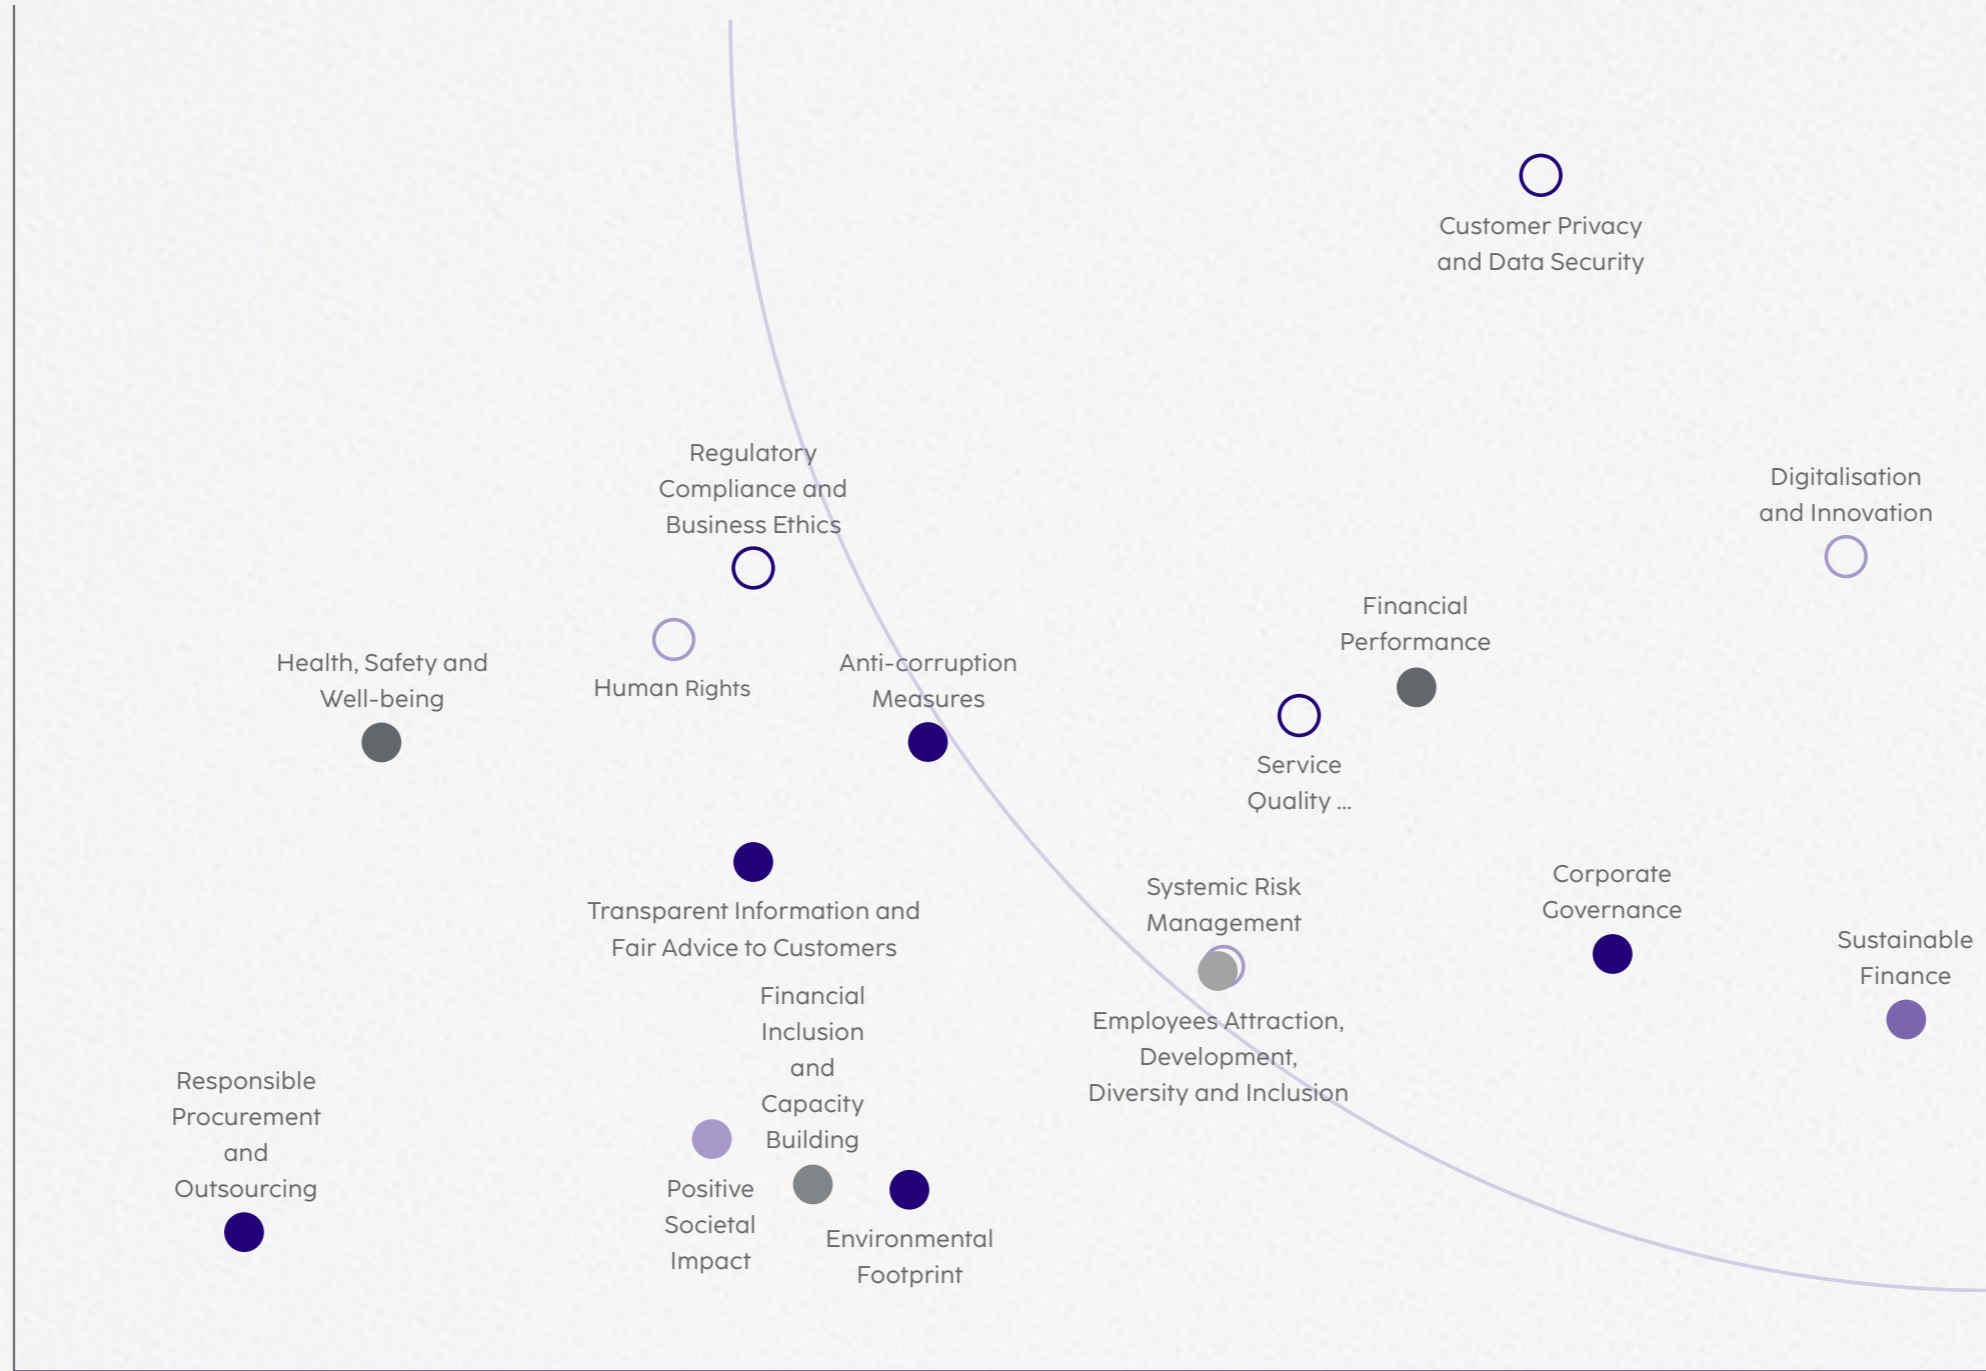 Customer Privacy
and Data Security
Regulatory
Compliance and
Business Ethics
Digitalisation
and Innovation
Financial
Performance
Health, Safety and
Well-being
Human Rights
Anti-corruption
Measures
Service
Quality ...
Transparent Information and
Fair Advice to Customers
Systemic Risk
Management
Corporate
Governance
Sustainable
Finance
Financial
Inclusion
and
Capacity
Building
Employees Attraction,
Development,
Diversity and Inclusion
Responsible
Procurement
and
Outsourcing
Positive
Societal
Impact
Environmental
Footprint